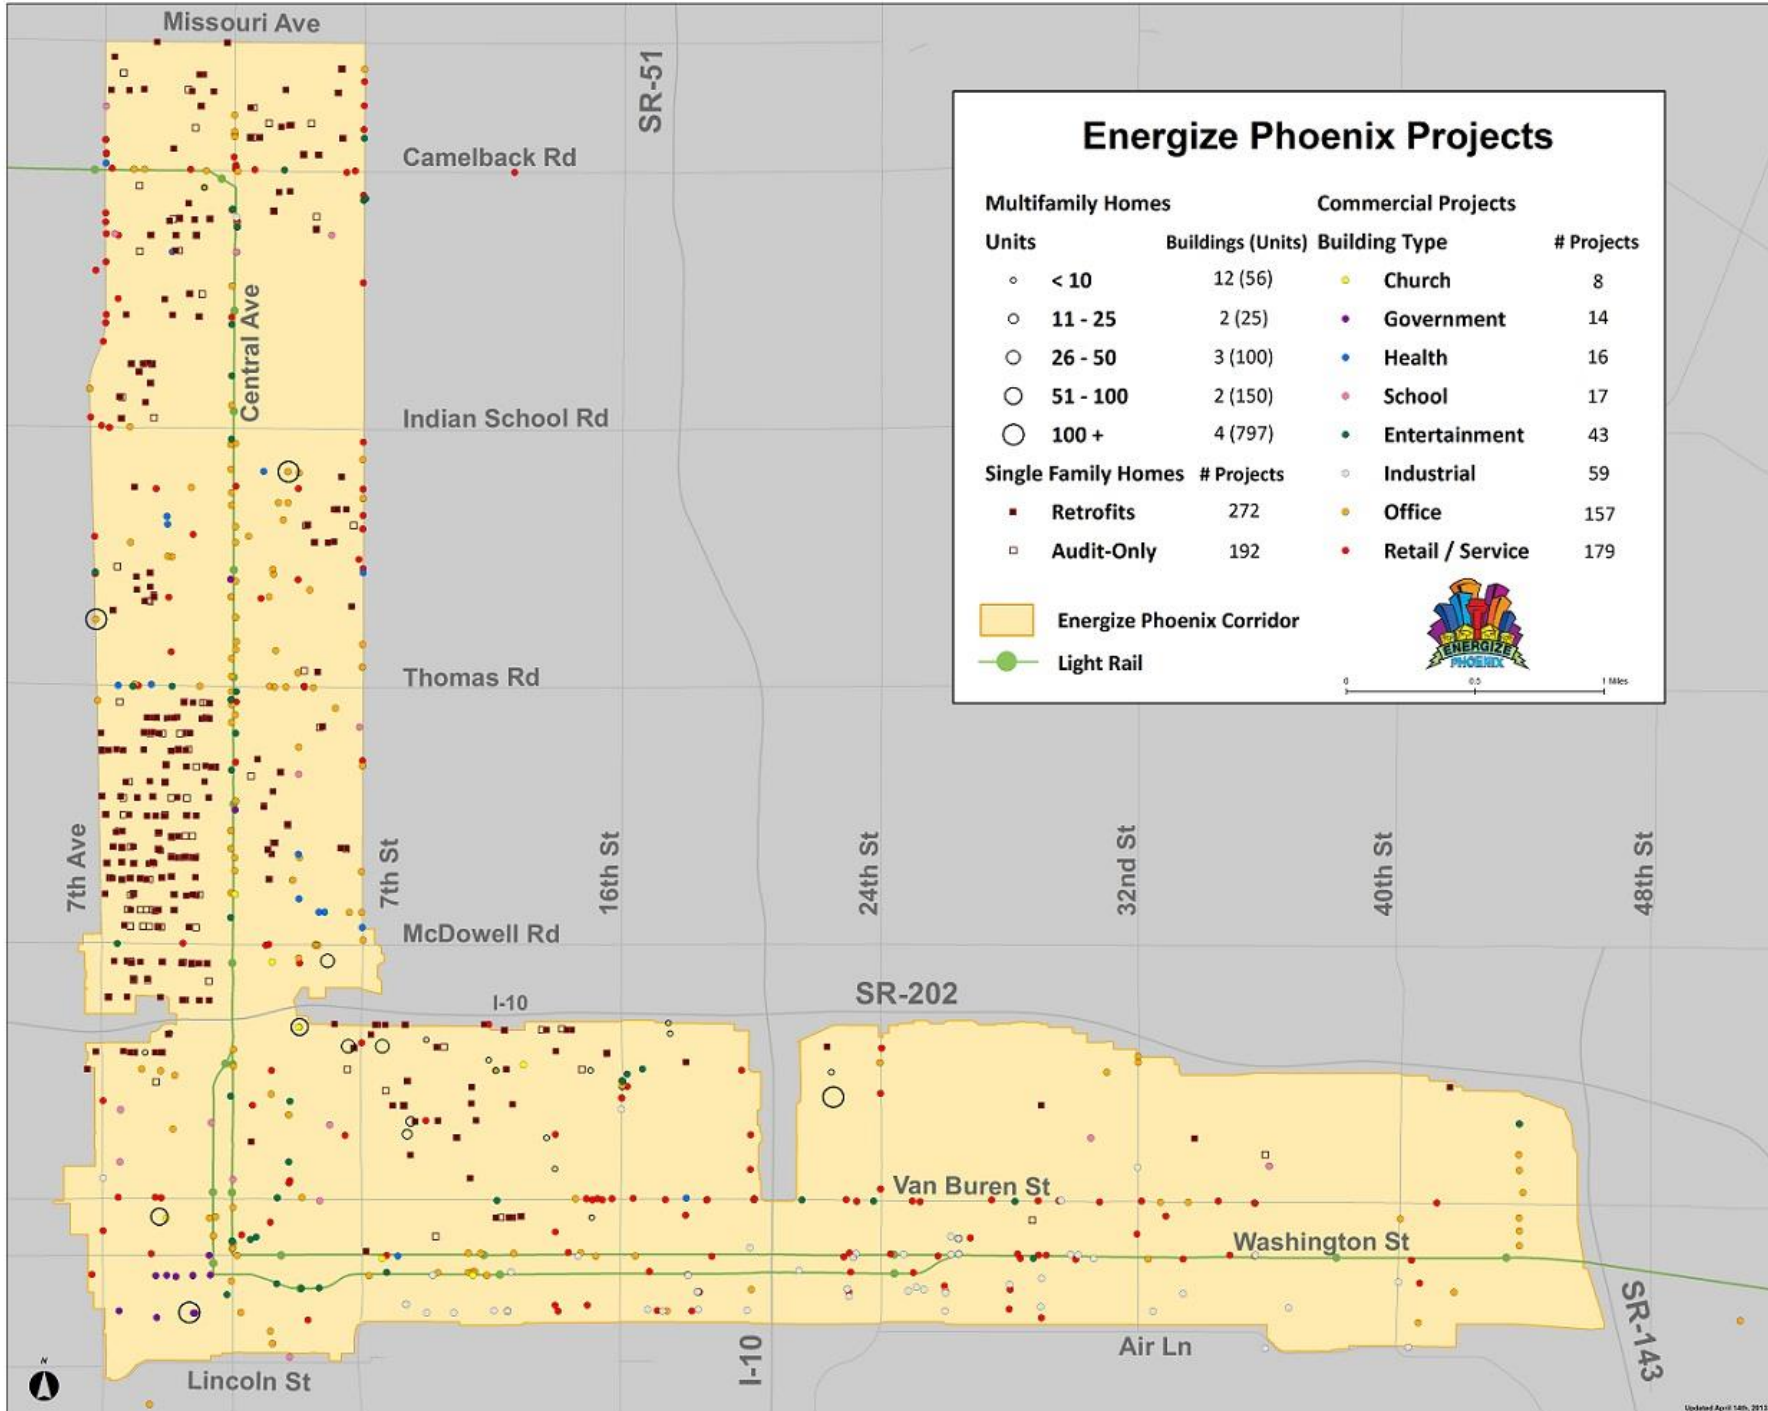 Missouri Ave
SR-51
Camelback Rd
Central Ave
Indian School Rd
Thomas Rd
7th Ave
7th St
16th St
24th St
32nd St
40th St
48th St
McDowell Rd
I-10
SR-202
Van Buren St
Washington St
SR-143
I-10
Air Ln
Lincoln St
N
Energize Phoenix Projects
Multifamily Homes
Units Buildings (Units)
< 10 12 (56)
11 - 25 2 (25)
26 - 50 3 (100)
51 - 100 2 (150)
100 + 4 (797)
Single Family Homes # Projects
Retrofits 272
Audit-Only 192
Commercial Projects
Building Type # Projects
Church 8
Government 14
Health 16
School 17
Entertainment 43
Industrial 59
Office 157
Retail / Service 179
Energize Phoenix Corridor
Light Rail
ENERGIZE
PHOENIX
0 0.5 1 Miles
Updated April 14th, 2013